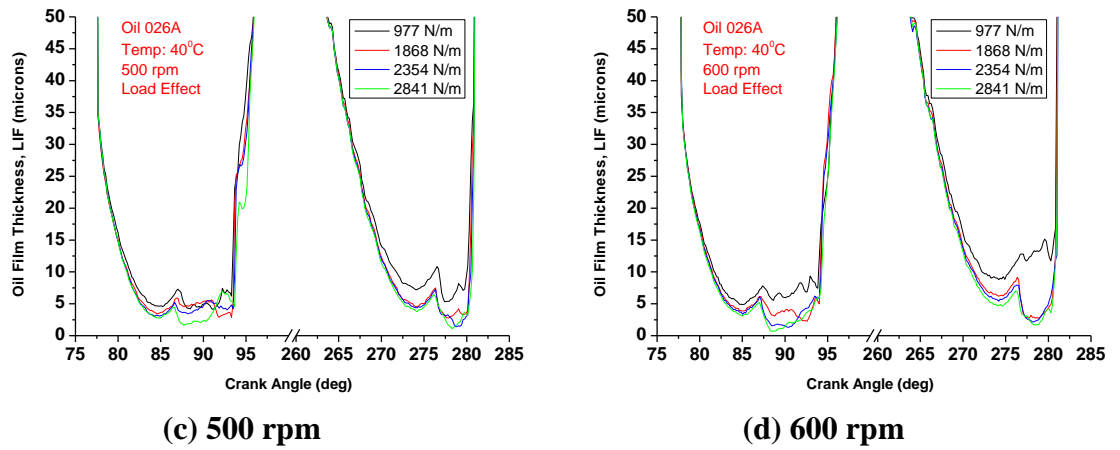 Oil 026A
Temp: 40⁰C
500 rpm
Load Effect
977 N/m
1868 N/m
2354 N/m
2841 N/m
Oil Film Thickness, LIF (microns)
50
45
40
35
30
25
20
15
10
5
0
75 80 85 90 95 260 265 270 275 280 285
Crank Angle (deg)
(c) 500 rpm
Oil 026A
Temp: 40⁰C
600 rpm
Load Effect
977 N/m
1868 N/m
2354 N/m
2841 N/m
Oil Film Thickness, LIF (microns)
50
45
40
35
30
25
20
15
10
5
0
75 80 85 90 95 260 265 270 275 280 285
Crank Angle (deg)
(d) 600 rpm